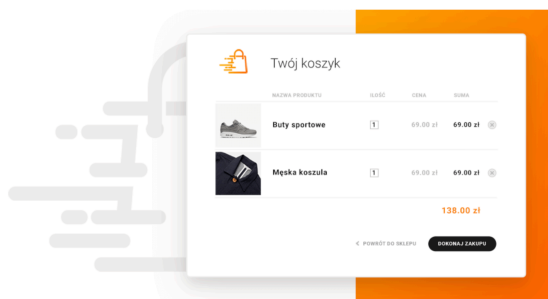 Twój koszyk
NAZWA PRODUKTU ILOŚĆ CENA SUMA
Buty sportowe 1 69.00 zł 69.00 zł
Męska koszula 1 69.00 zł 69.00 zł
138.00 zł
POWRÓT DO SKLEPU DOKONAJ ZAKUPU